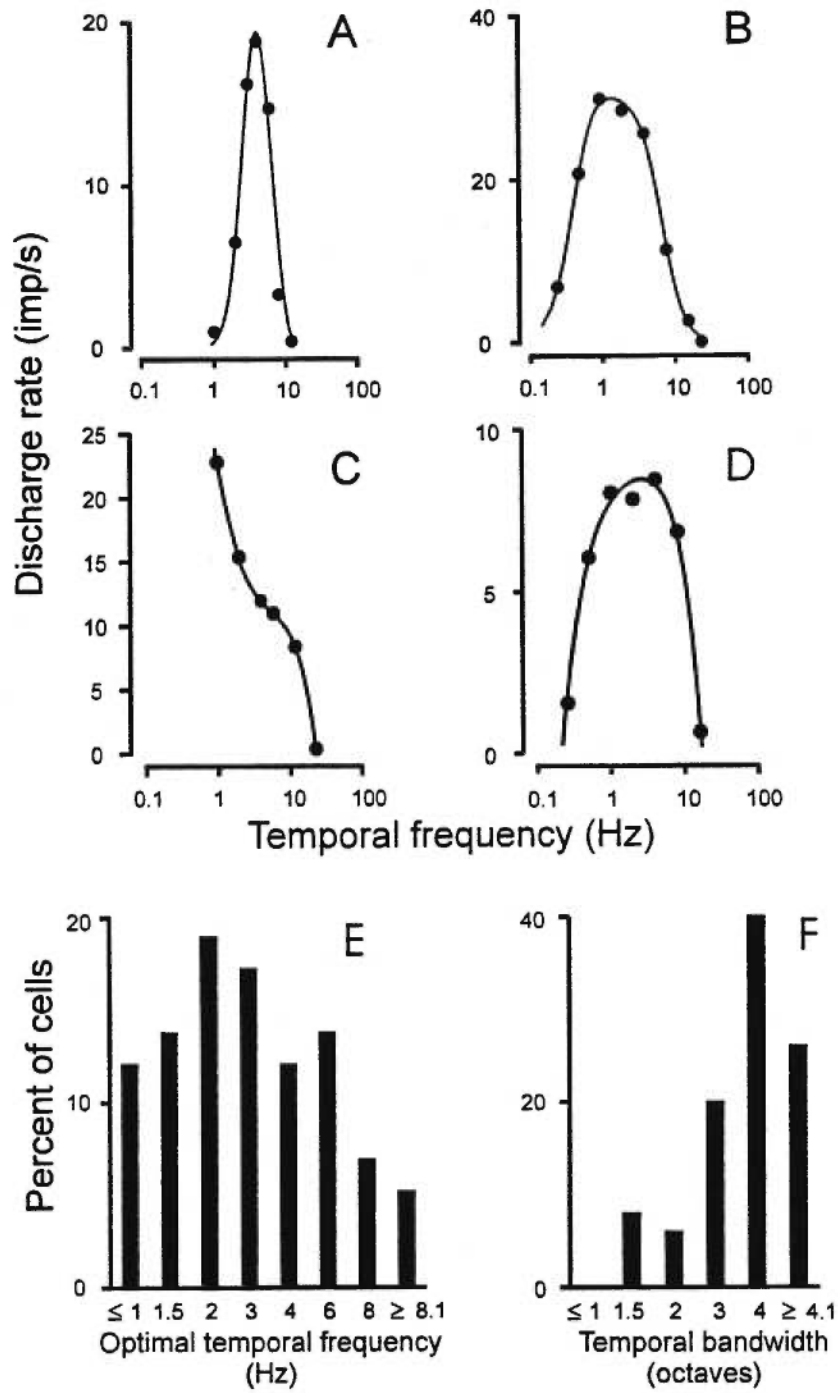 A
B
20
10
0
0.1 1 10 100
40
20
0
0.1 1 10 100
Discharge rate (imp/s)
C
D
25
20
15
10
5
0
0.1 1 10 100
10
5
0
0.1 1 10 100
Temporal frequency (Hz)
E
F
Percent of cells
20
10
0
≤ 1 1.5 2 3 4 6 8 ≥ 8.1
Optimal temporal frequency
(Hz)
40
20
0
≤ 1 1.5 2 3 4 ≥ 4.1
Temporal bandwidth
(octaves)